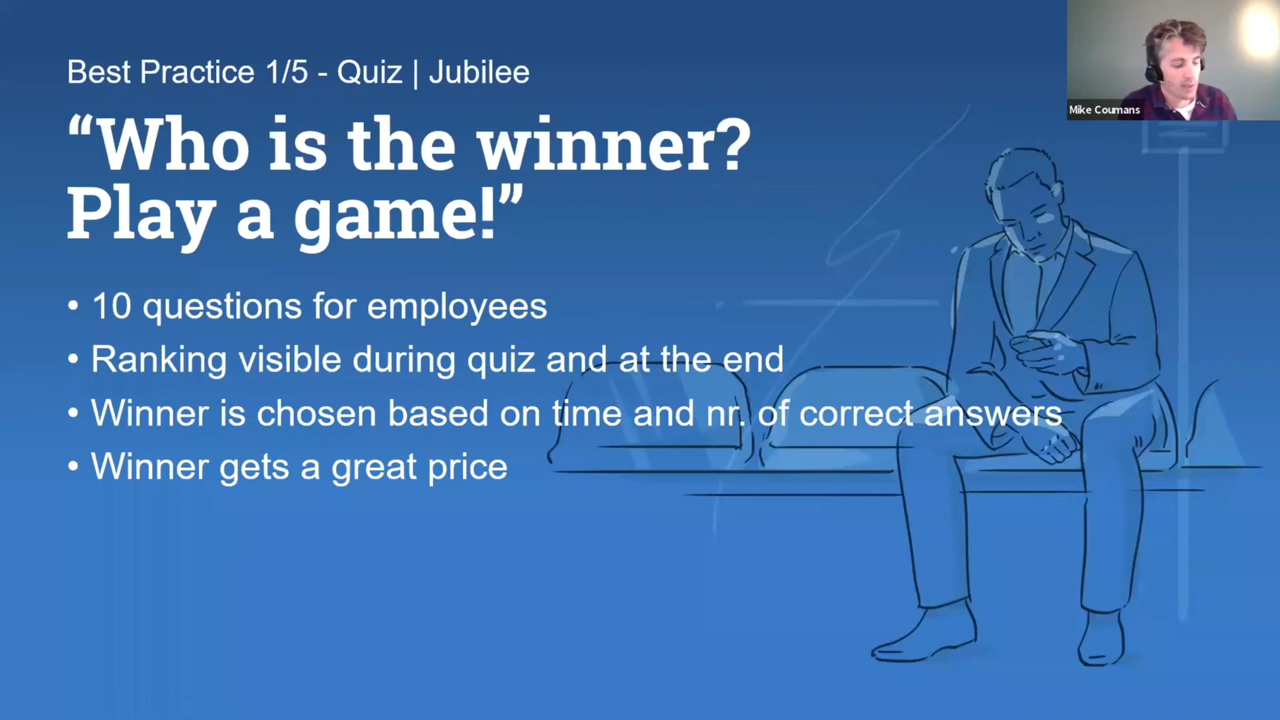 Best Practice 1/5 - Quiz | Jubilee
“Who is the winner?
Play a game!”
• 10 questions for employees
• Ranking visible during quiz and at the end
• Winner is chosen based on time and nr. of correct answers
• Winner gets a great price
Mike Coumans